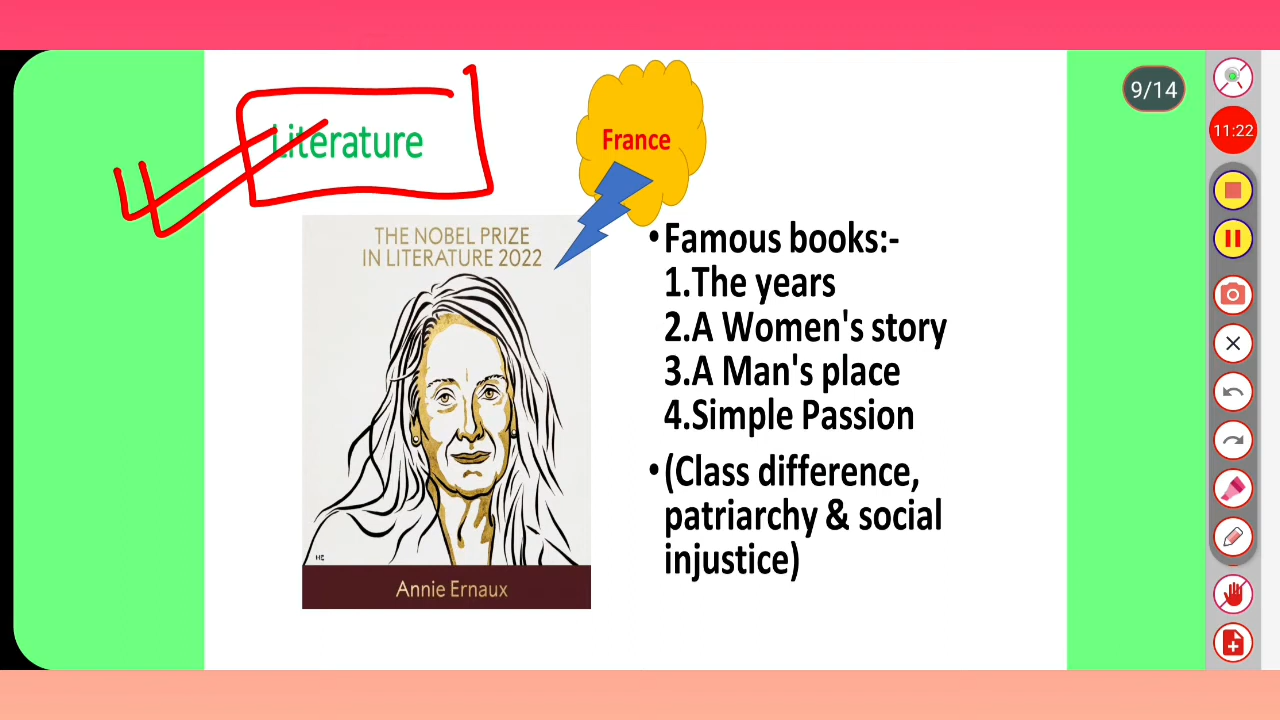 Literature
France
9/14
11:22
THE NOBEL PRIZE
IN LITERATURE 2022
Annie Ernaux
•Famous books:-
1.The years
2.A Women's story
3.A Man's place
4.Simple Passion
•(Class difference,
patriarchy & social
injustice)